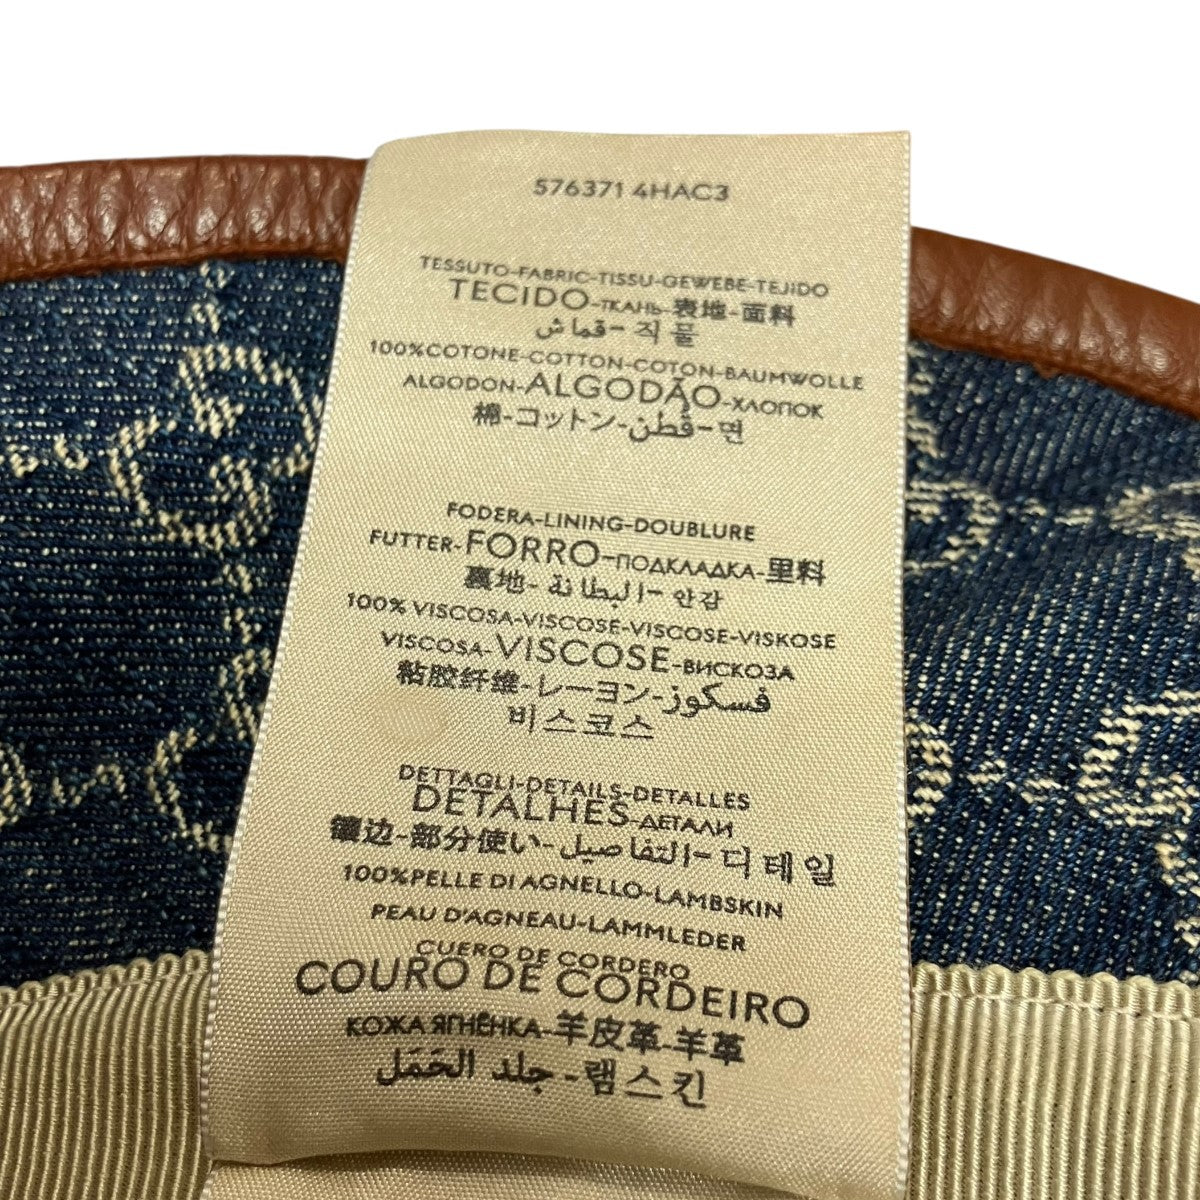 576371 4HAC3
TESSUTO-FABRIC-TISSU-GEWEBE-TEJIDO
TECIDO-ТКАНЬ-表地-面料
قماش-직 물
100%COTONE-COTTON-COTON-BAUMWOLLE
ALGODON-ALGODÃO-ХЛОПОК
棉-コットン-قطن-면
FODERA-LINING-DOUBLURE
FUTTER-FORRO-ПОДКЛАДКА-里料
裏地-البطانة-안감
100% VISCOSA-VISCOSE-VISCOSE-VISKOSE
VISCOSA-VISCOSE-ВИСКОЗА
粘胶纤维-レーヨン-فسكوز
비스코스
DETTAGLI-DETAILS-DETALLES
DETALHES-ДЕТАЛИ
镶边-部分使い-التفاصيل-디 테 일
100%PELLE DI AGNELLO-LAMBSKIN
PEAU D'AGNEAU-LAMMLEDER
CUERO DE CORDERO
COURO DE CORDEIRO
КОЖА ЯГНЁНКА-羊皮革-羊革
جلد الحَمَل-램스킨